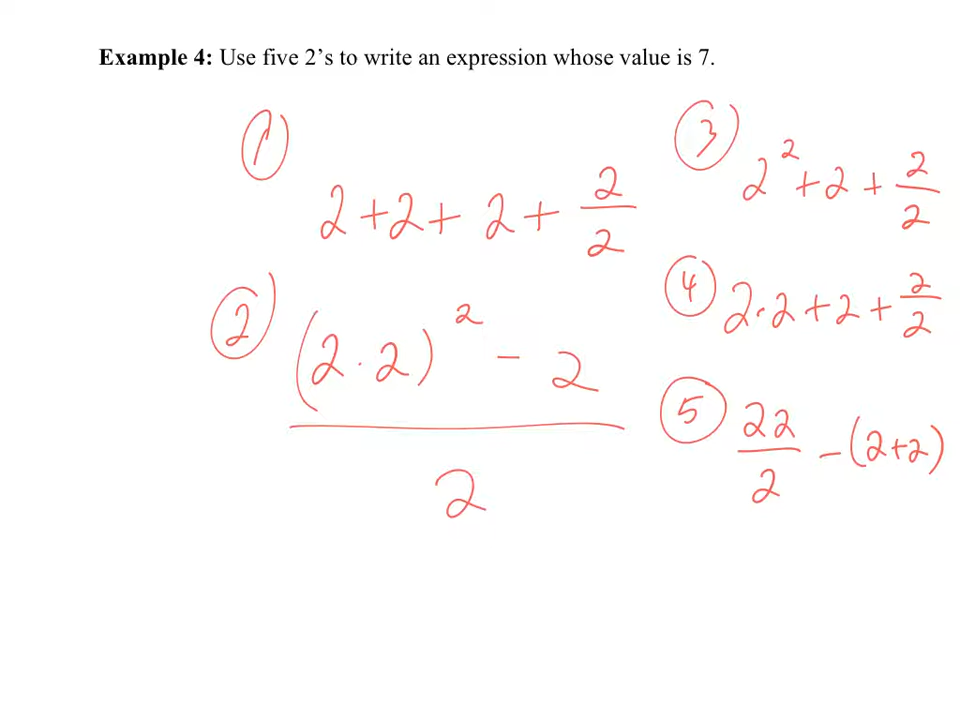 Example 4: Use five 2's to write an expression whose value is 7.
① 2+2+2+2/2
② ((2·2)² - 2)/2
③ 2²+2+2/2
④ 2·2+2+2/2
⑤ 22/2-(2+2)